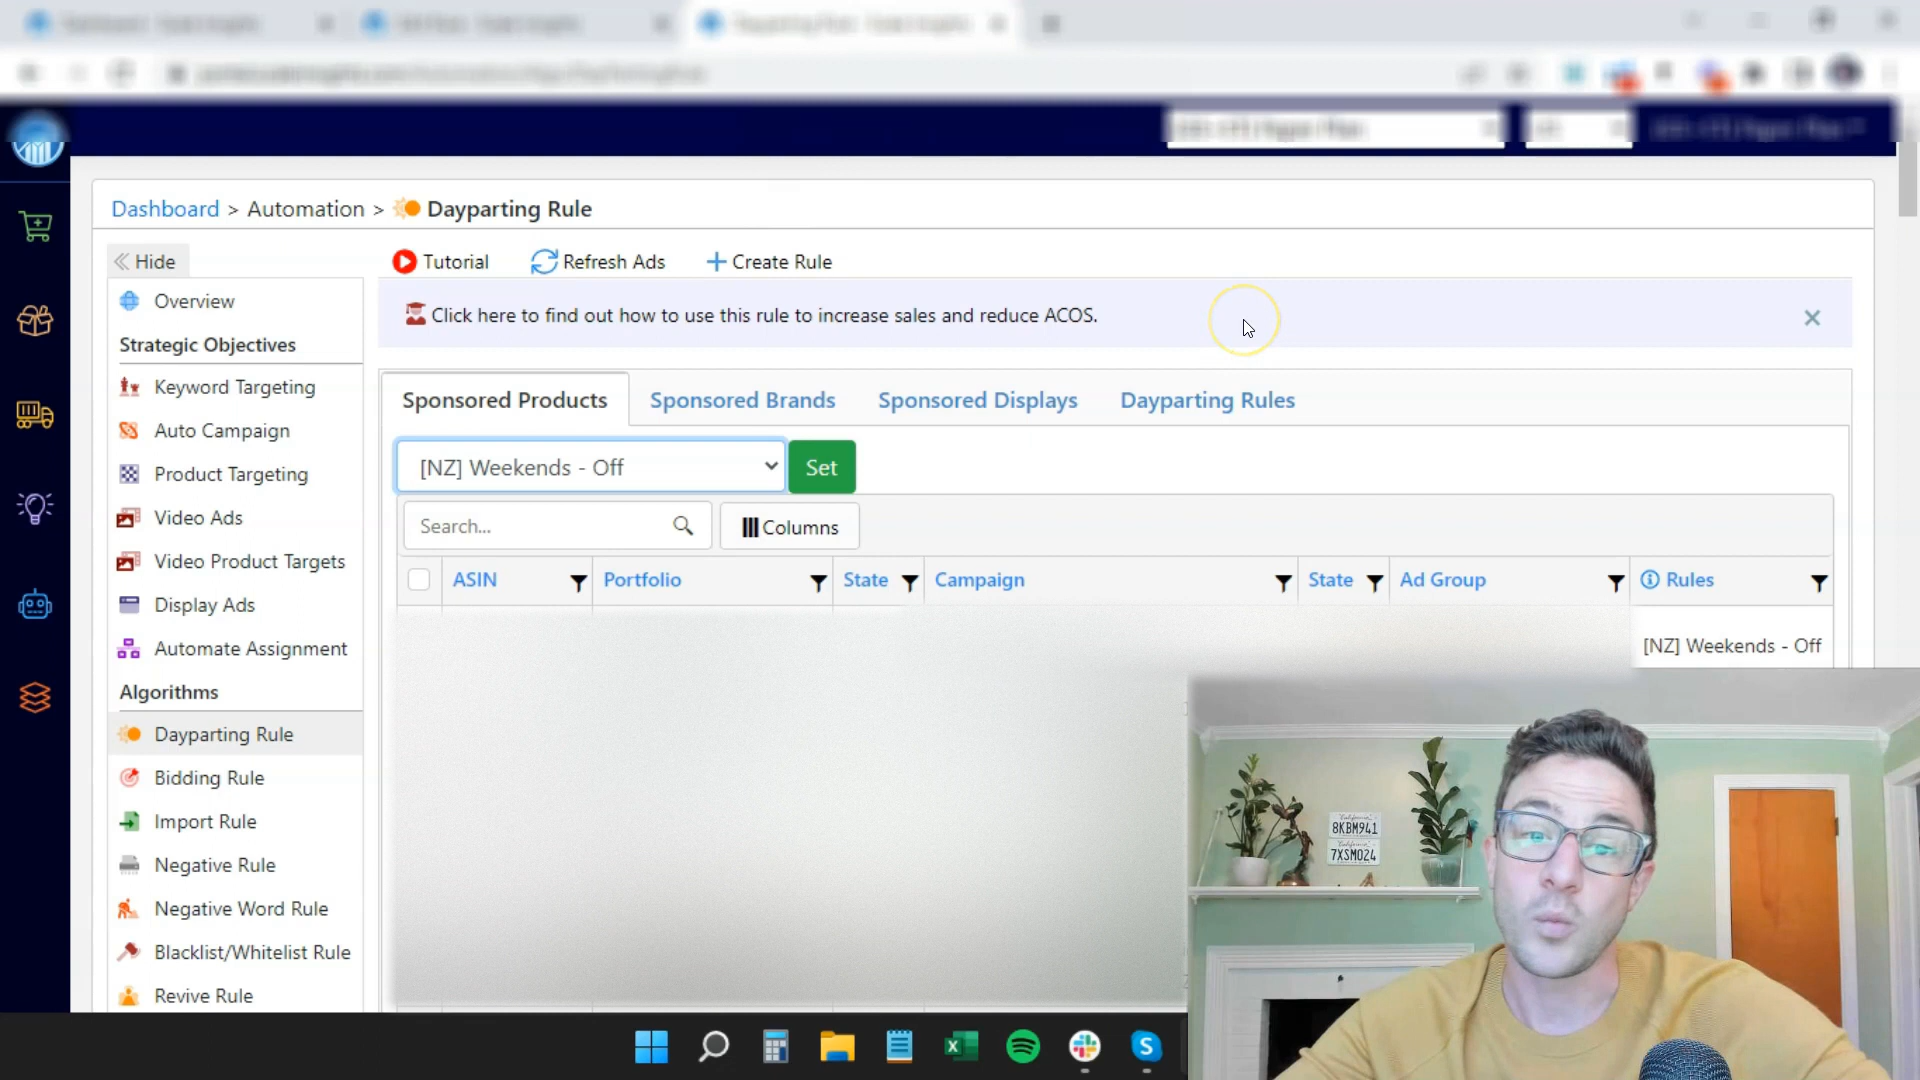 Dashboard > Automation > Dayparting Rule
Hide
Tutorial
Refresh Ads
Create Rule
Overview
Click here to find out how to use this rule to increase sales and reduce ACOS.
Strategic Objectives
Keyword Targeting
Auto Campaign
Product Targeting
Video Ads
Video Product Targets
Display Ads
Automate Assignment
Algorithms
Dayparting Rule
Bidding Rule
Import Rule
Negative Rule
Negative Word Rule
Blacklist/Whitelist Rule
Revive Rule
Sponsored Products
Sponsored Brands
Sponsored Displays
Dayparting Rules
[NZ] Weekends - Off
Set
Search...
Columns
ASIN
Portfolio
State
Campaign
State
Ad Group
Rules
[NZ] Weekends - Off
California
8KBM941
California
7XSM024